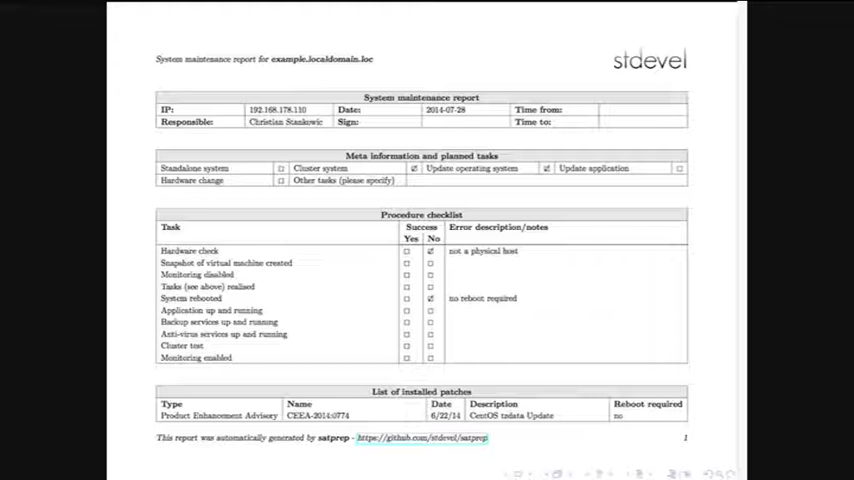 System maintenance report for example.localdomain.loc
stdevel
System maintenance report
IP: 192.168.178.110 Date: 2014-07-28 Time from:
Responsible: Christian Stankowic Sign: Time to:
Meta information and planned tasks
Standalone system ☐ Cluster system ☑ Update operating system ☑ Update application ☐
Hardware change ☐ Other tasks (please specify)
Procedure checklist
Task Success Error description/notes
Yes No
Hardware check ☐ ☑ not a physical host
Snapshot of virtual machine created ☐ ☐
Monitoring disabled ☐ ☐
Tasks (see above) realised ☐ ☐
System rebooted ☐ ☑ no reboot required
Application up and running ☐ ☐
Backup services up and running ☐ ☐
Anti-virus services up and running ☐ ☐
Cluster test ☐ ☐
Monitoring enabled ☐ ☐
List of installed patches
Type Name Date Description Reboot required
Product Enhancement Advisory CEEA-2014:0774 6/22/14 CentOS tzdata Update no
This report was automatically generated by satprep - https://github.com/stdevel/satprep 1